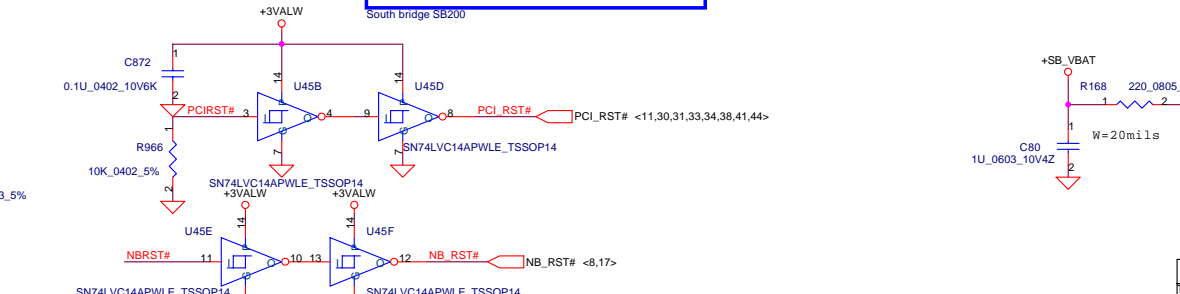 South bridge SB200
+3VALW
C872
0.1U_0402_10V6K
1
2
14
U45B
14
U45D
PCIRST#
3
4
9
8
PCI_RST#
PCI_RST# <11,30,31,33,34,38,41,44>
I
O
P
G
I
O
P
G
7
7
SN74LVC14APWLE_TSSOP14
1
R966
10K_0402_5%
2
SN74LVC14APWLE_TSSOP14
3_5%
+3VALW
+3VALW
14
14
U45E
U45F
NBRST#
11
10
13
12
NB_RST#
NB_RST# <8,17>
I
O
P
G
I
O
P
G
SN74LVC14APWLE_TSSOP14
SN74LVC14APWLE_TSSOP14
+SB_VBAT
R168
220_0805_
1
2
1
W=20mils
C80
1U_0603_10V4Z
2